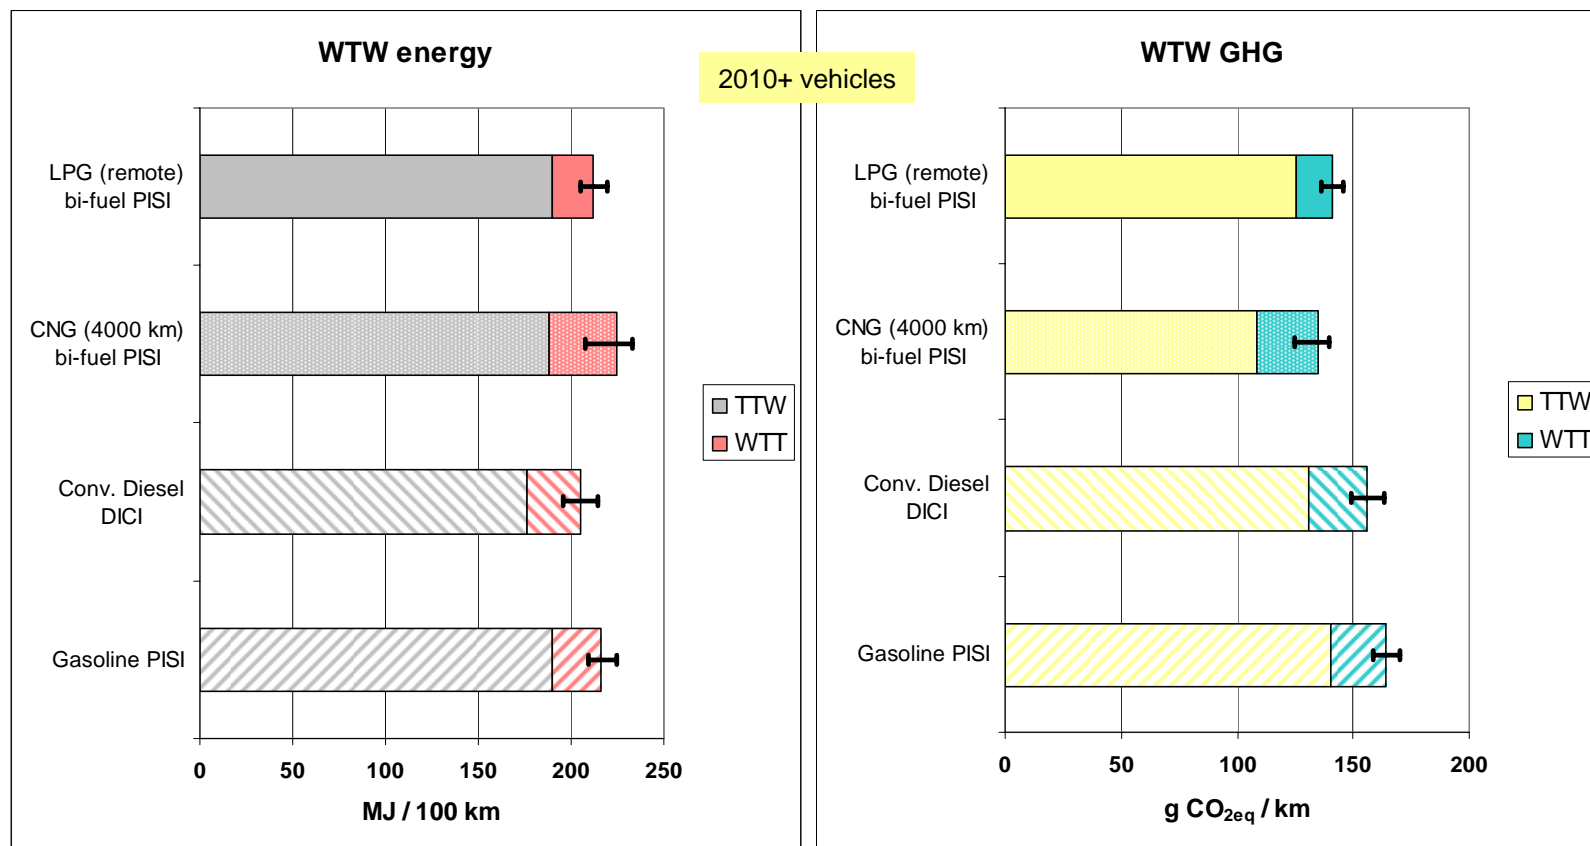 WTW energy
2010+ vehicles
WTW GHG
LPG (remote)
bi-fuel PISI
CNG (4000 km)
bi-fuel PISI
Conv. Diesel
DICI
Gasoline PISI
0 50 100 150 200 250
MJ / 100 km
TTW
WTT
LPG (remote)
bi-fuel PISI
CNG (4000 km)
bi-fuel PISI
Conv. Diesel
DICI
Gasoline PISI
0 50 100 150 200
g CO2eq / km
TTW
WTT